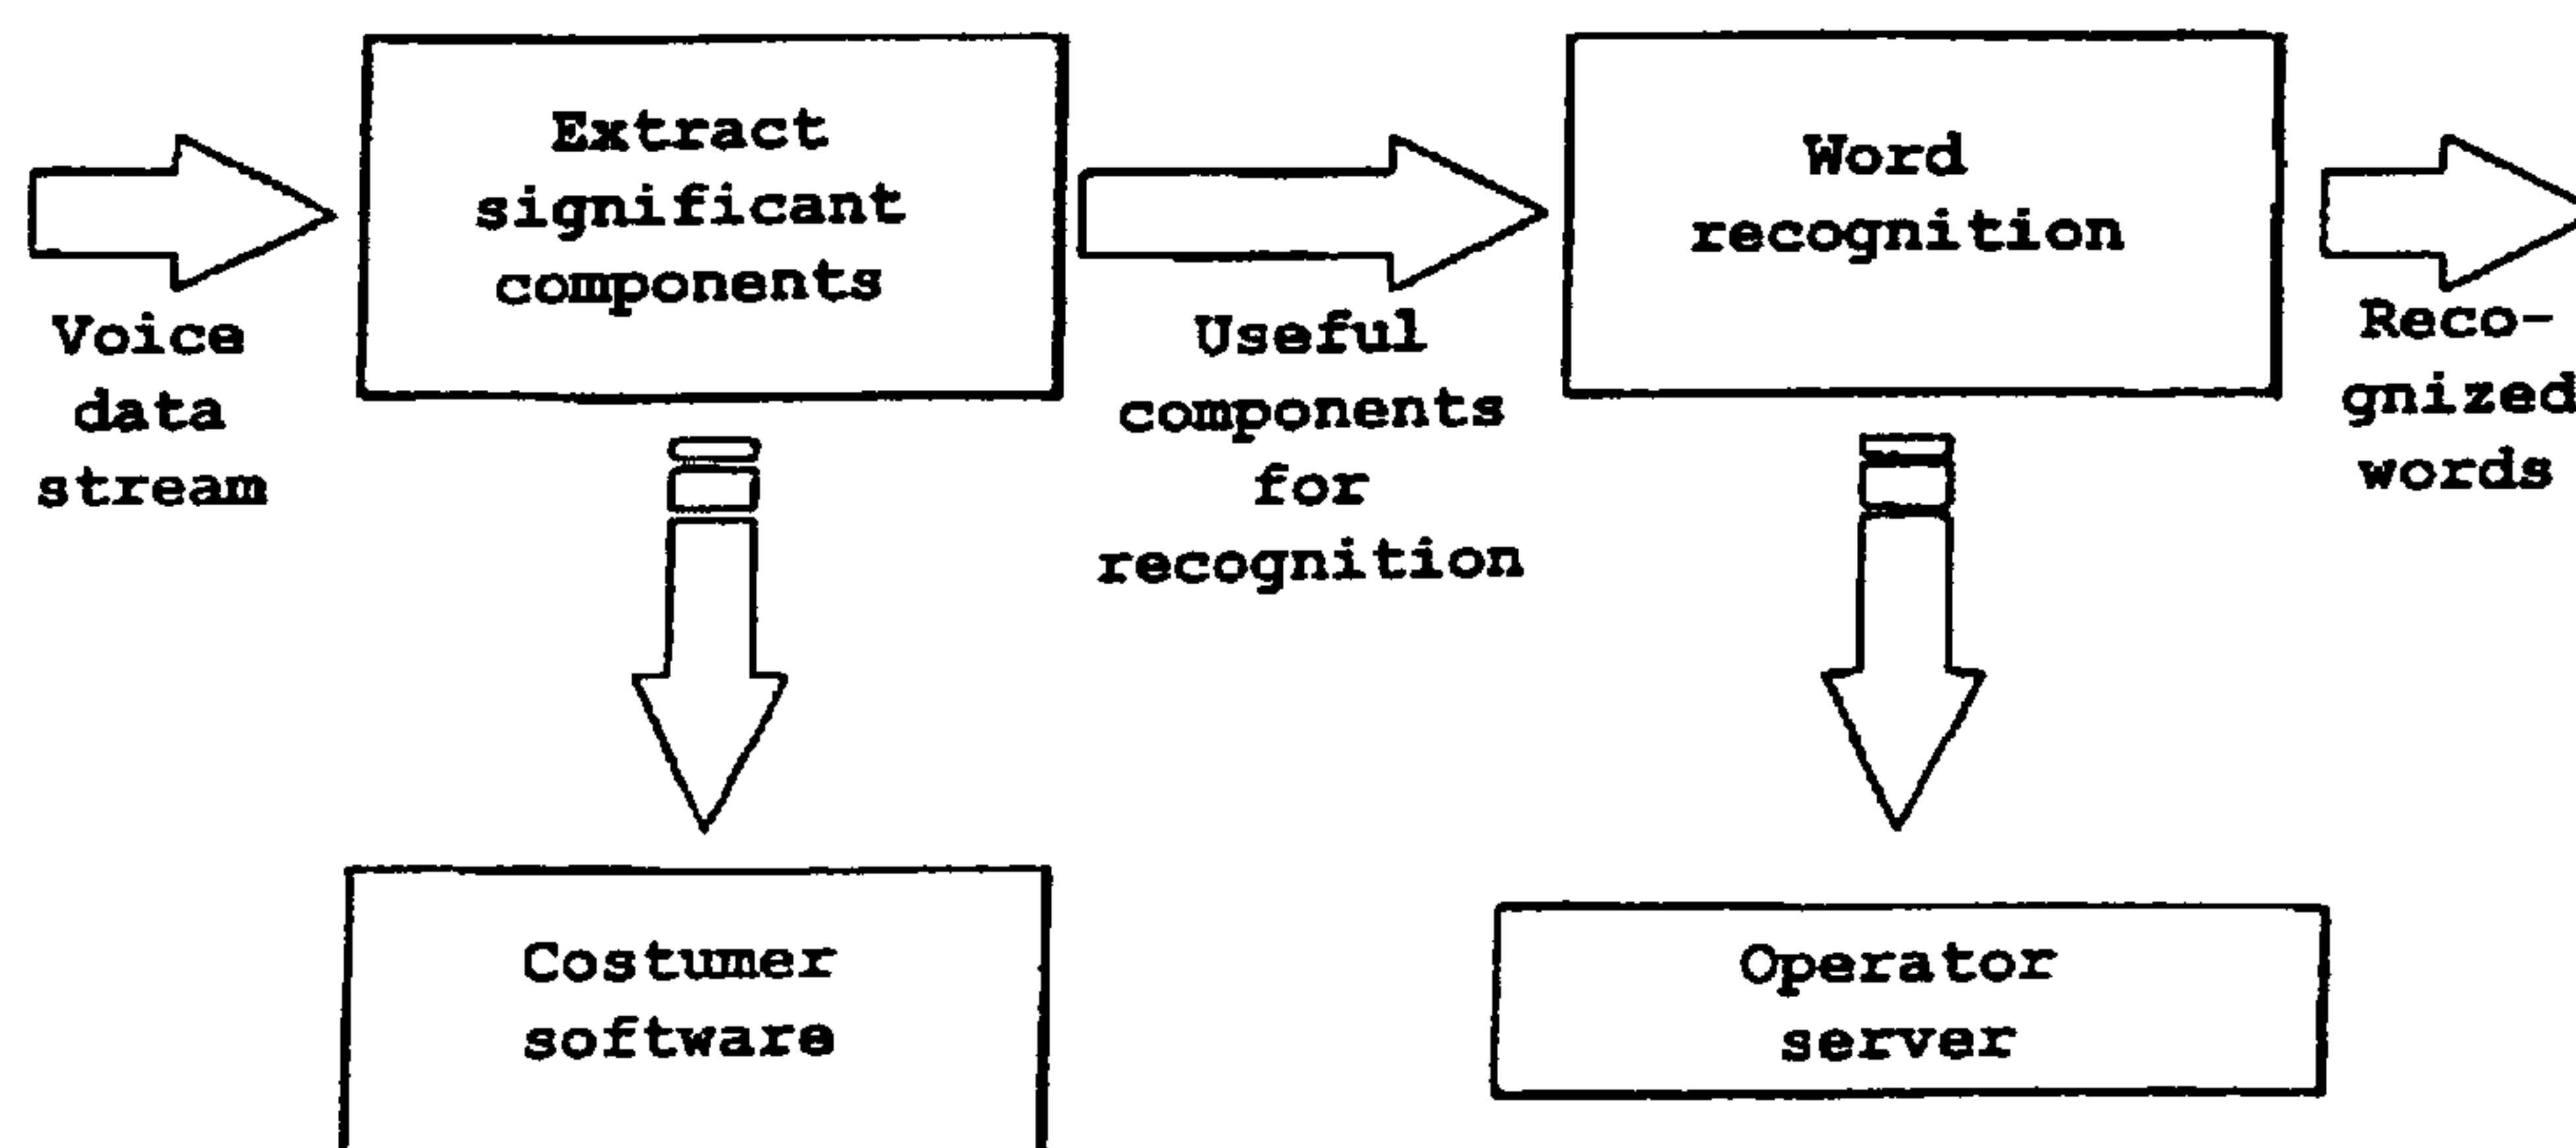 Extract
significant
components
Word
recognition
Voice
data
stream
Useful
components
for
recognition
Reco-
gnized
words
Costumer
software
Operator
server